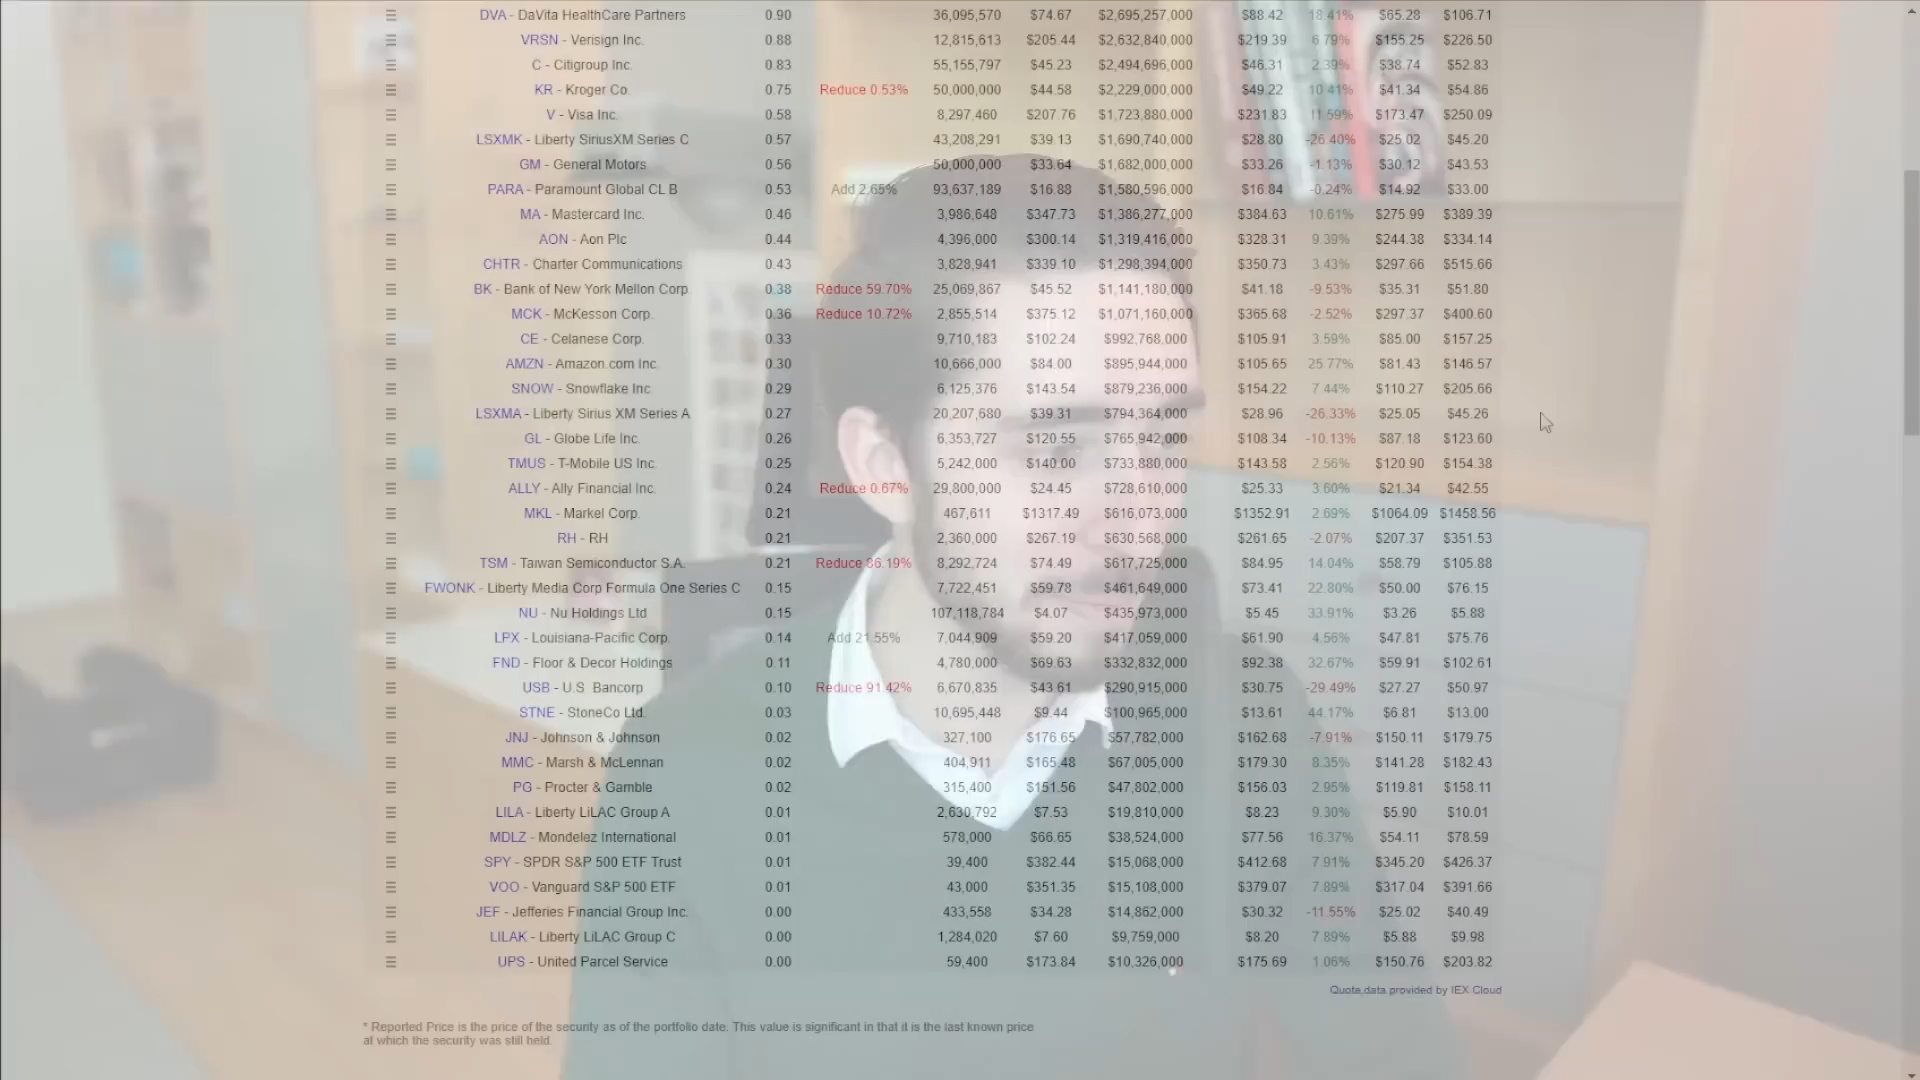 ☰ DVA - DaVita HealthCare Partners 0.90 36,095,570 $74.67 $2,695,257,000 $88.42 18.41% $65.28 $106.71
☰ VRSN - Verisign Inc. 0.88 12,815,613 $205.44 $2,632,840,000 $219.39 6.79% $155.25 $226.50
☰ C - Citigroup Inc. 0.83 55,155,797 $45.23 $2,494,696,000 $46.31 2.39% $38.74 $52.83
☰ KR - Kroger Co. 0.75 Reduce 0.53% 50,000,000 $44.58 $2,229,000,000 $49.22 10.41% $41.34 $54.86
☰ V - Visa Inc. 0.58 8,297,460 $207.76 $1,723,880,000 $231.83 11.59% $173.47 $250.09
☰ LSXMK - Liberty SiriusXM Series C 0.57 43,208,291 $39.13 $1,690,740,000 $28.80 -26.40% $25.02 $45.20
☰ GM - General Motors 0.56 50,000,000 $33.64 $1,682,000,000 $33.26 -1.13% $30.12 $43.53
☰ PARA - Paramount Global CL B 0.53 Add 2.65% 93,637,189 $16.88 $1,580,596,000 $16.84 -0.24% $14.92 $33.00
☰ MA - Mastercard Inc. 0.46 3,986,648 $347.73 $1,386,277,000 $384.63 10.61% $275.99 $389.39
☰ AON - Aon Plc 0.44 4,396,000 $300.14 $1,319,416,000 $328.31 9.39% $244.38 $334.14
☰ CHTR - Charter Communications 0.43 3,828,941 $339.10 $1,298,394,000 $350.73 3.43% $297.66 $515.66
☰ BK - Bank of New York Mellon Corp. 0.38 Reduce 59.70% 25,069,867 $45.52 $1,141,180,000 $41.18 -9.53% $35.31 $51.80
☰ MCK - McKesson Corp. 0.36 Reduce 10.72% 2,855,514 $375.12 $1,071,160,000 $365.68 -2.52% $297.37 $400.60
☰ CE - Celanese Corp. 0.33 9,710,183 $102.24 $992,768,000 $105.91 3.59% $85.00 $157.25
☰ AMZN - Amazon.com Inc. 0.30 10,666,000 $84.00 $895,944,000 $105.65 25.77% $81.43 $146.57
☰ SNOW - Snowflake Inc. 0.29 6,125,376 $143.54 $879,236,000 $154.22 7.44% $110.27 $205.66
☰ LSXMA - Liberty Sirius XM Series A 0.27 20,207,680 $39.31 $794,364,000 $28.96 -26.33% $25.05 $45.26
☰ GL - Globe Life Inc. 0.26 6,353,727 $120.55 $765,942,000 $108.34 -10.13% $87.18 $123.60
☰ TMUS - T-Mobile US Inc. 0.25 5,242,000 $140.00 $733,880,000 $143.58 2.56% $120.90 $154.38
☰ ALLY - Ally Financial Inc. 0.24 Reduce 0.67% 29,800,000 $24.45 $728,610,000 $25.33 3.60% $21.34 $42.55
☰ MKL - Markel Corp. 0.21 467,611 $1317.49 $616,073,000 $1352.91 2.69% $1064.09 $1458.56
☰ RH - RH 0.21 2,360,000 $267.19 $630,568,000 $261.65 -2.07% $207.37 $351.53
☰ TSM - Taiwan Semiconductor S.A. 0.21 Reduce 86.19% 8,292,724 $74.49 $617,725,000 $84.95 14.04% $58.79 $105.88
☰ FWONK - Liberty Media Corp Formula One Series C 0.15 7,722,451 $59.78 $461,649,000 $73.41 22.80% $50.00 $76.15
☰ NU - Nu Holdings Ltd 0.15 107,118,784 $4.07 $435,973,000 $5.45 33.91% $3.26 $5.88
☰ LPX - Louisiana-Pacific Corp. 0.14 Add 21.55% 7,044,909 $59.20 $417,059,000 $61.90 4.56% $47.81 $75.76
☰ FND - Floor & Decor Holdings 0.11 4,780,000 $69.63 $332,832,000 $92.38 32.67% $59.91 $102.61
☰ USB - U.S Bancorp 0.10 Reduce 91.42% 6,670,835 $43.61 $290,915,000 $30.75 -29.49% $27.27 $50.97
☰ STNE - StoneCo Ltd. 0.03 10,695,448 $9.44 $100,965,000 $13.61 44.17% $6.81 $13.00
☰ JNJ - Johnson & Johnson 0.02 327,100 $176.65 $57,782,000 $162.68 -7.91% $150.11 $179.75
☰ MMC - Marsh & McLennan 0.02 404,911 $165.48 $67,005,000 $179.30 8.35% $141.28 $182.43
☰ PG - Procter & Gamble 0.02 315,400 $151.56 $47,802,000 $156.03 2.95% $119.81 $158.11
☰ LILA - Liberty LiLAC Group A 0.01 2,630,792 $7.53 $19,810,000 $8.23 9.30% $5.90 $10.01
☰ MDLZ - Mondelez International 0.01 578,000 $66.65 $38,524,000 $77.56 16.37% $54.11 $78.59
☰ SPY - SPDR S&P 500 ETF Trust 0.01 39,400 $382.44 $15,068,000 $412.68 7.91% $345.20 $426.37
☰ VOO - Vanguard S&P 500 ETF 0.01 43,000 $351.35 $15,108,000 $379.07 7.89% $317.04 $391.66
☰ JEF - Jefferies Financial Group Inc. 0.00 433,558 $34.28 $14,862,000 $30.32 -11.55% $25.02 $40.49
☰ LILAK - Liberty LiLAC Group C 0.00 1,284,020 $7.60 $9,759,000 $8.20 7.89% $5.88 $9.98
☰ UPS - United Parcel Service 0.00 59,400 $173.84 $10,326,000 $175.69 1.06% $150.76 $203.82
Quote data provided by IEX Cloud
* Reported Price is the price of the security as of the portfolio date. This value is significant in that it is the last known price
at which the security was still held.